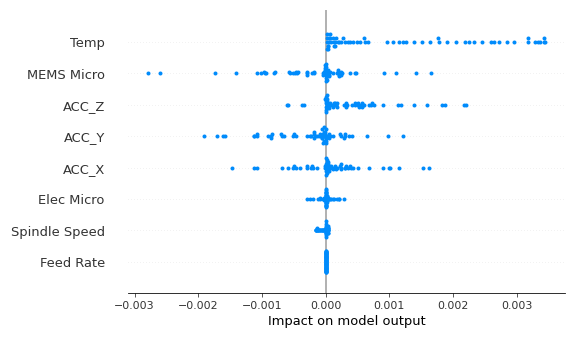 Temp
MEMS Micro
ACC_Z
ACC_Y
ACC_X
Elec Micro
Spindle Speed
Feed Rate
−0.003 −0.002 −0.001 0.000 0.001 0.002 0.003
Impact on model output